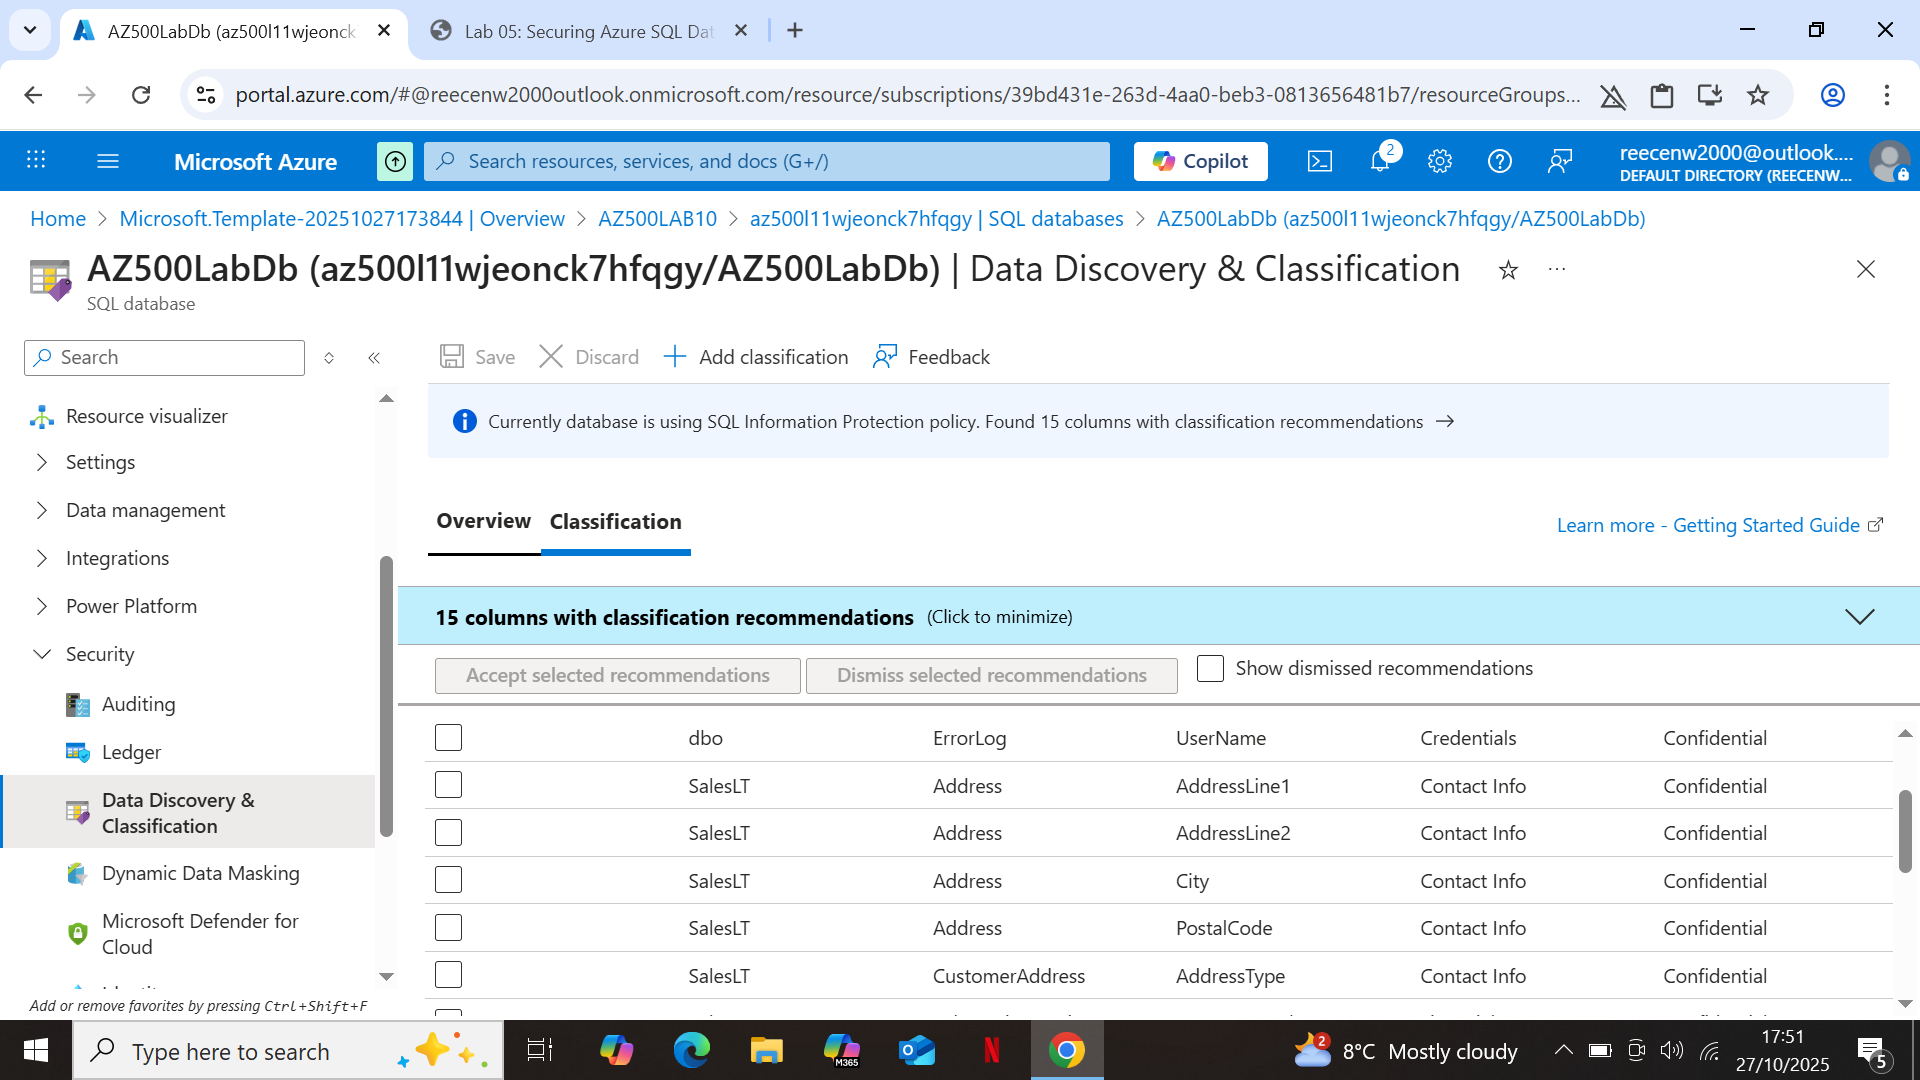 AZ500LabDb (az500l11wjeonck
Lab 05: Securing Azure SQL Dat
portal.azure.com/#@reecenw2000outlook.onmicrosoft.com/resource/subscriptions/39bd431e-263d-4aa0-beb3-0813656481b7/resourceGroups...
Microsoft Azure
Search resources, services, and docs (G+/)
Copilot
2
reecenw2000@outlook....
DEFAULT DIRECTORY (REECENW...
Home > Microsoft.Template-20251027173844 | Overview > AZ500LAB10 > az500l11wjeonck7hfqgy | SQL databases > AZ500LabDb (az500l11wjeonck7hfqgy/AZ500LabDb)
AZ500LabDb (az500l11wjeonck7hfqgy/AZ500LabDb) | Data Discovery & Classification
SQL database
Search
Save
Discard
Add classification
Feedback
Resource visualizer
Settings
Data management
Integrations
Power Platform
Security
Auditing
Ledger
Data Discovery &
Classification
Dynamic Data Masking
Microsoft Defender for
Cloud
Add or remove favorites by pressing Ctrl+Shift+F
Currently database is using SQL Information Protection policy. Found 15 columns with classification recommendations →
Overview
Classification
Learn more - Getting Started Guide
15 columns with classification recommendations (Click to minimize)
Accept selected recommendations
Dismiss selected recommendations
Show dismissed recommendations
dbo ErrorLog UserName Credentials Confidential
SalesLT Address AddressLine1 Contact Info Confidential
SalesLT Address AddressLine2 Contact Info Confidential
SalesLT Address City Contact Info Confidential
SalesLT Address PostalCode Contact Info Confidential
SalesLT CustomerAddress AddressType Contact Info Confidential
Type here to search
M365
2
8°C Mostly cloudy
17:51
27/10/2025
5